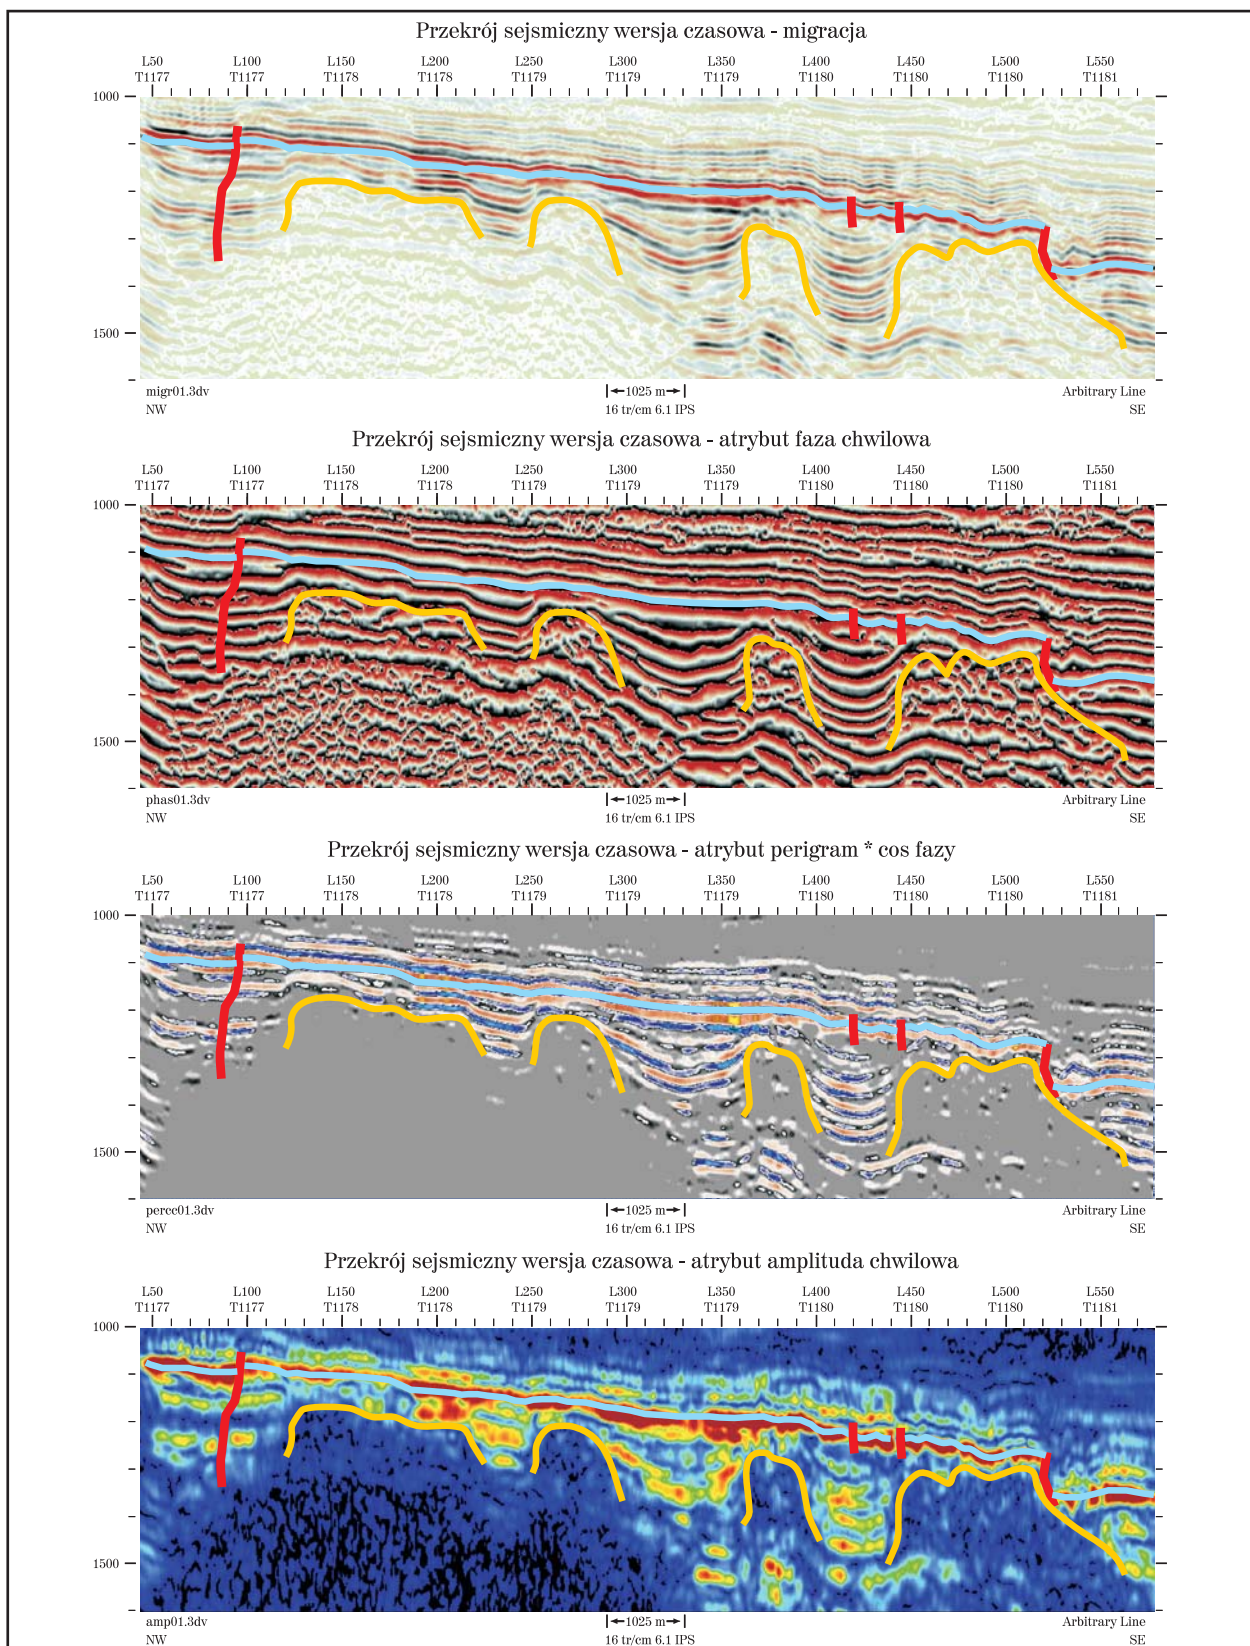 Przekrój sejsmiczny wersja czasowa - migracja
L50 L100 L150 L200 L250 L300 L350 L400 L450 L500 L550
T1177 T1177 T1178 T1178 T1179 T1179 T1179 T1180 T1180 T1180 T1181
1000
1500
migr01.3dv 1025 m Arbitrary Line
NW 16 tr/cm 6.1 IPS SE
Przekrój sejsmiczny wersja czasowa - atrybut faza chwilowa
L50 L100 L150 L200 L250 L300 L350 L400 L450 L500 L550
T1177 T1177 T1178 T1178 T1179 T1179 T1179 T1180 T1180 T1180 T1181
1000
1500
phas01.3dv 1025 m Arbitrary Line
NW 16 tr/cm 6.1 IPS SE
Przekrój sejsmiczny wersja czasowa - atrybut perigram * cos fazy
L50 L100 L150 L200 L250 L300 L350 L400 L450 L500 L550
T1177 T1177 T1178 T1178 T1179 T1179 T1179 T1180 T1180 T1180 T1181
1000
1500
percc01.3dv 1025 m Arbitrary Line
NW 16 tr/cm 6.1 IPS SE
Przekrój sejsmiczny wersja czasowa - atrybut amplituda chwilowa
L50 L100 L150 L200 L250 L300 L350 L400 L450 L500 L550
T1177 T1177 T1178 T1178 T1179 T1179 T1179 T1180 T1180 T1180 T1181
1000
1500
amp01.3dv 1025 m Arbitrary Line
NW 16 tr/cm 6.1 IPS SE